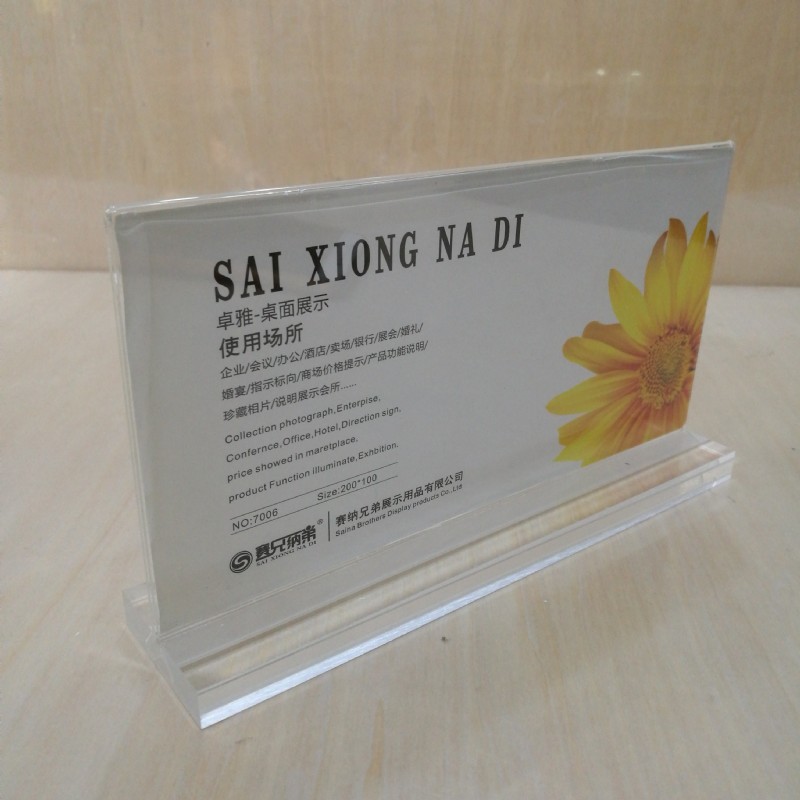 SAI XIONG NA DI
卓雅-桌面展示
使用场所
企业/会议/办公/酒店/卖场/银行/展会/婚礼/
婚宴/指示标向/商场价格提示/产品功能说明/
珍藏相片/说明展示会所......
Collection photograph,Enterpise,
Confernce,Office,Hotel,Direction sign,
price showed in maretplace,
product Function illuminate,Exhbition.
NO:7006 Size:200*100
赛兄纳弟® 赛纳兄弟展示用品有限公司
SAI XIONG NA DI Saina Brothers Display products Co.,Ltd